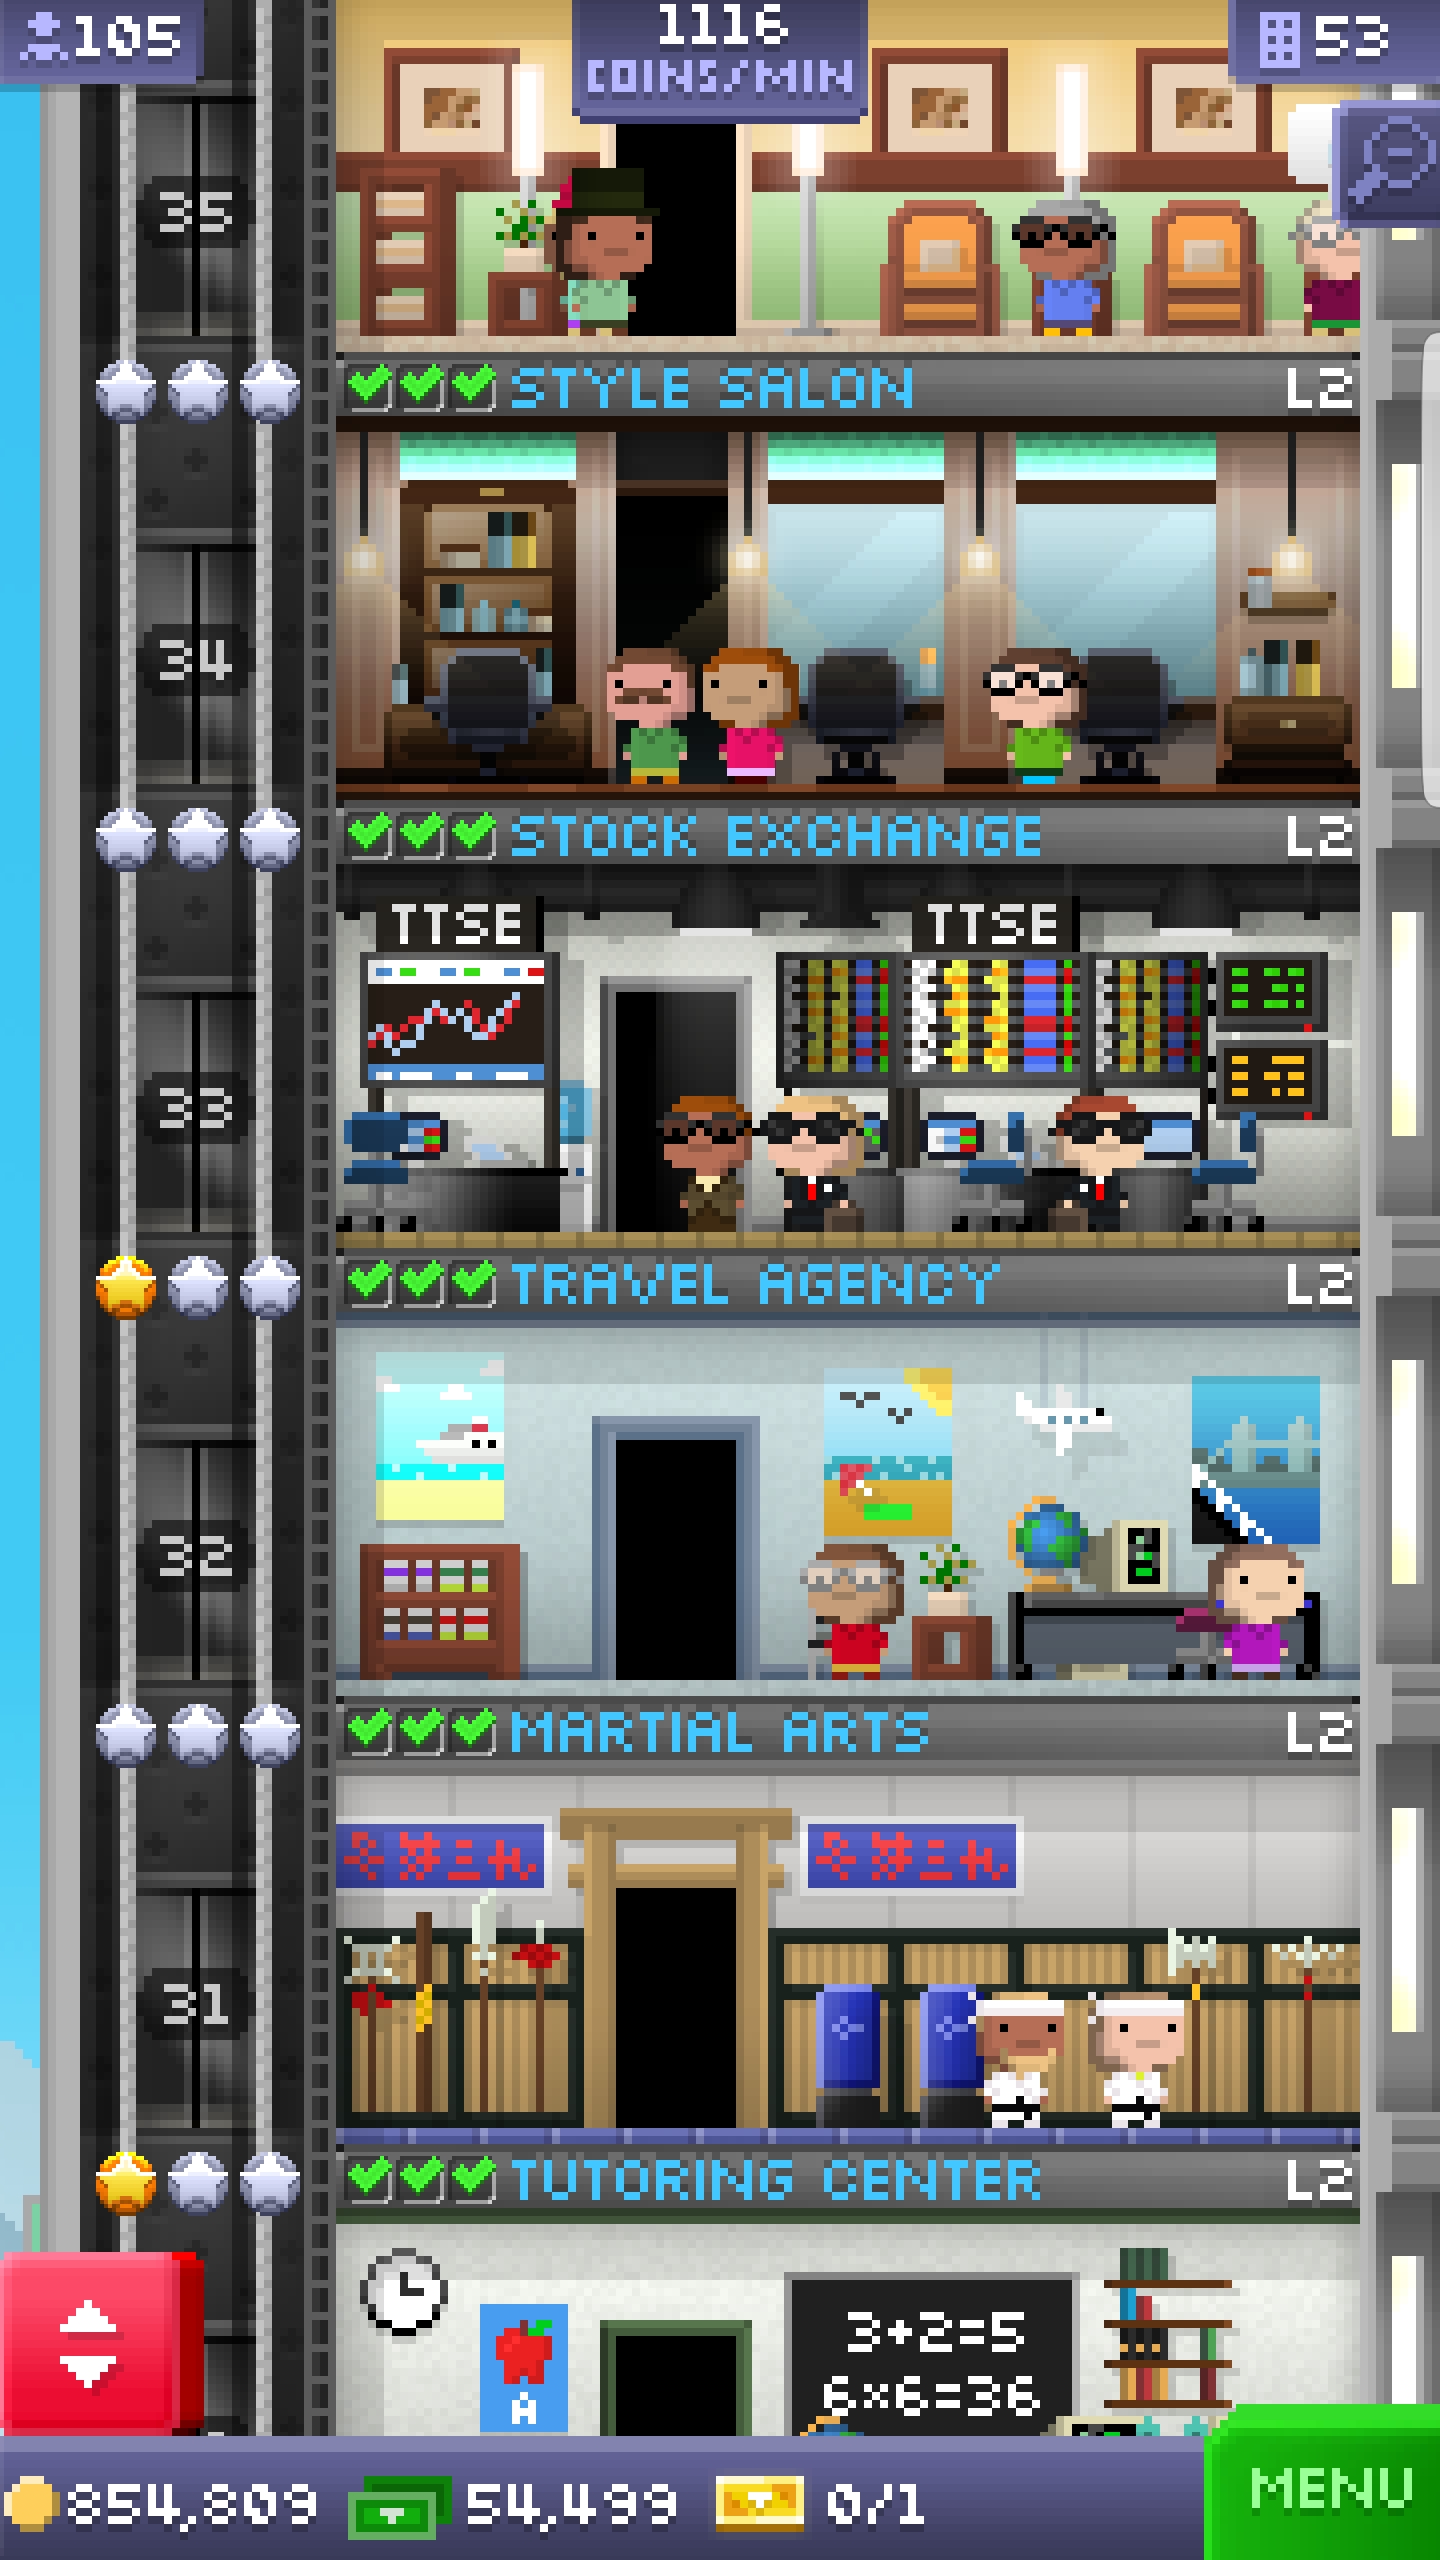 105
1116
COINS/MIN
53
35
STYLE SALON L2
34
STOCK EXCHANGE L2
TTSE
TTSE
33
TRAVEL AGENCY L2
32
MARTIAL ARTS L2
31
TUTORING CENTER L2
3+2=5
6×6=36
A
854,809 54,499 0/1
MENU